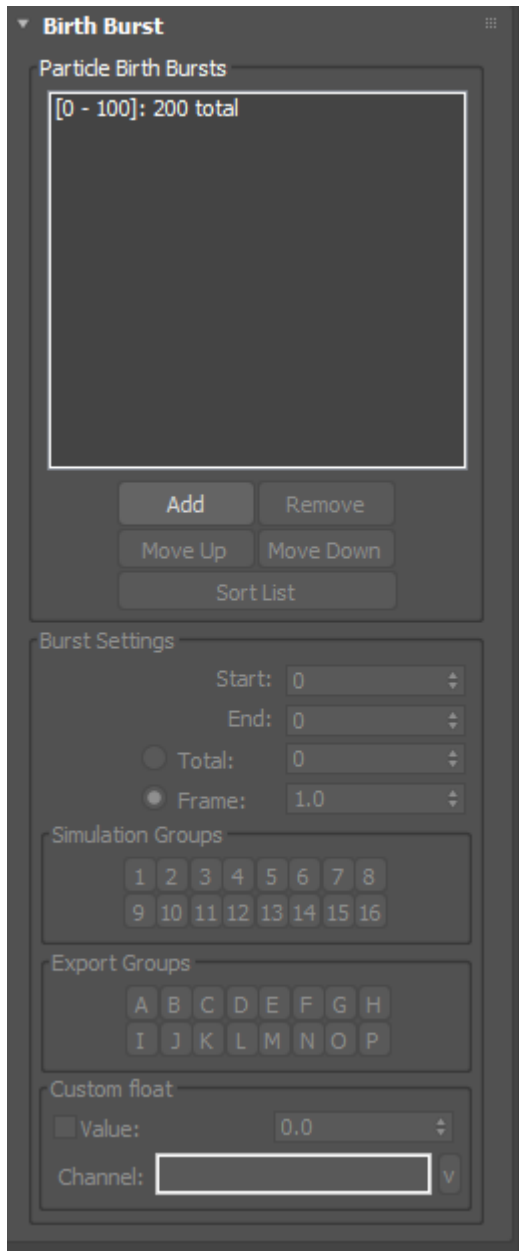 Birth Burst
Particle Birth Bursts
[0 - 100]: 200 total
Add Remove
Move Up Move Down
Sort List
Burst Settings
Start: 0
End: 0
Total: 0
Frame: 1.0
Simulation Groups
1 2 3 4 5 6 7 8
9 10 11 12 13 14 15 16
Export Groups
A B C D E F G H
I J K L M N O P
Custom float
Value: 0.0
Channel: v